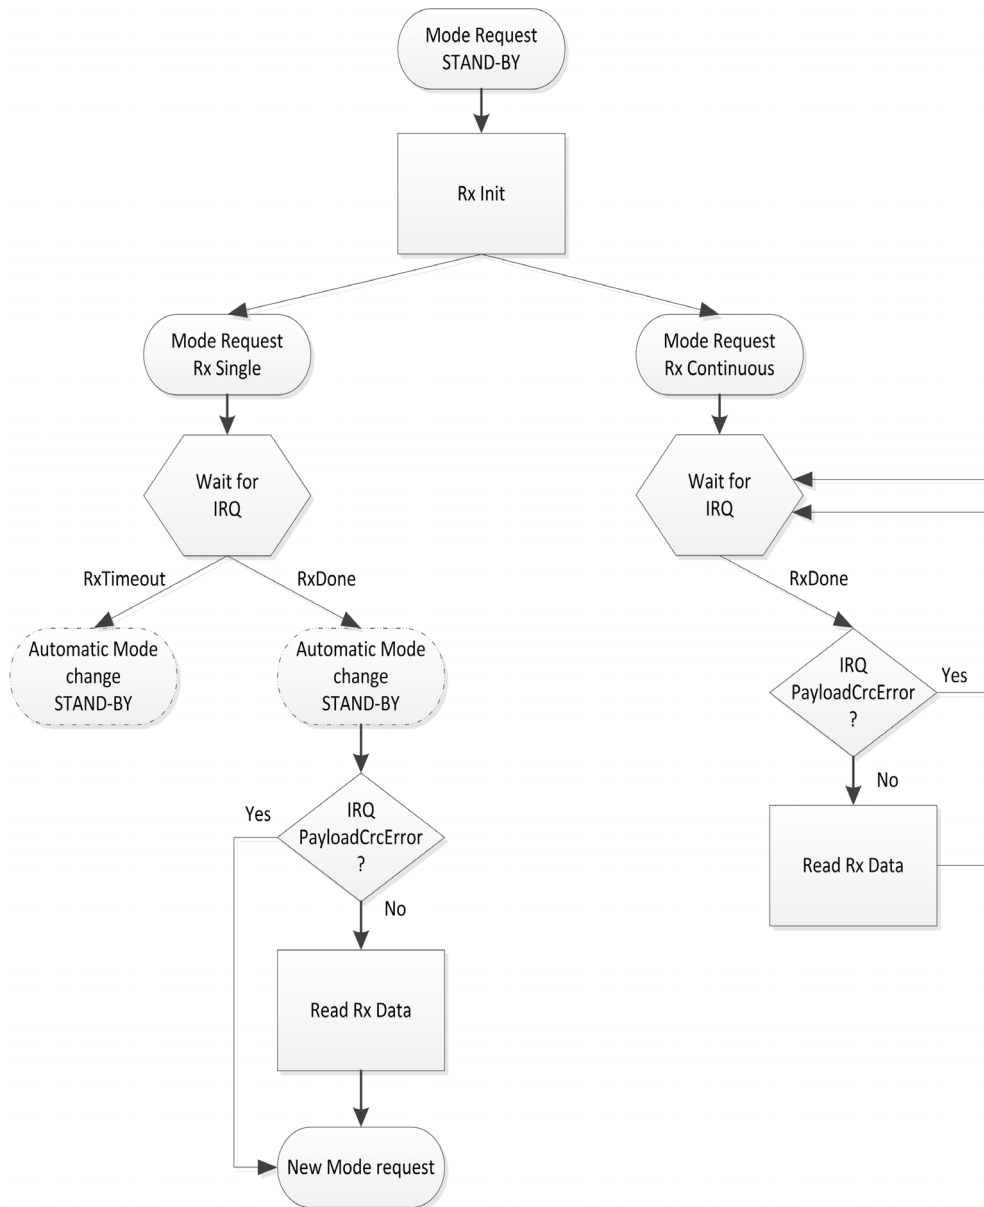 Mode Request
STAND-BY
Rx Init
Mode Request
Rx Single
Mode Request
Rx Continuous
Wait for
IRQ
Wait for
IRQ
RxTimeout
RxDone
RxDone
Automatic Mode
change
STAND-BY
Automatic Mode
change
STAND-BY
IRQ
PayloadCrcError
?
Yes
No
Read Rx Data
Yes
IRQ
PayloadCrcError
?
No
Read Rx Data
New Mode request